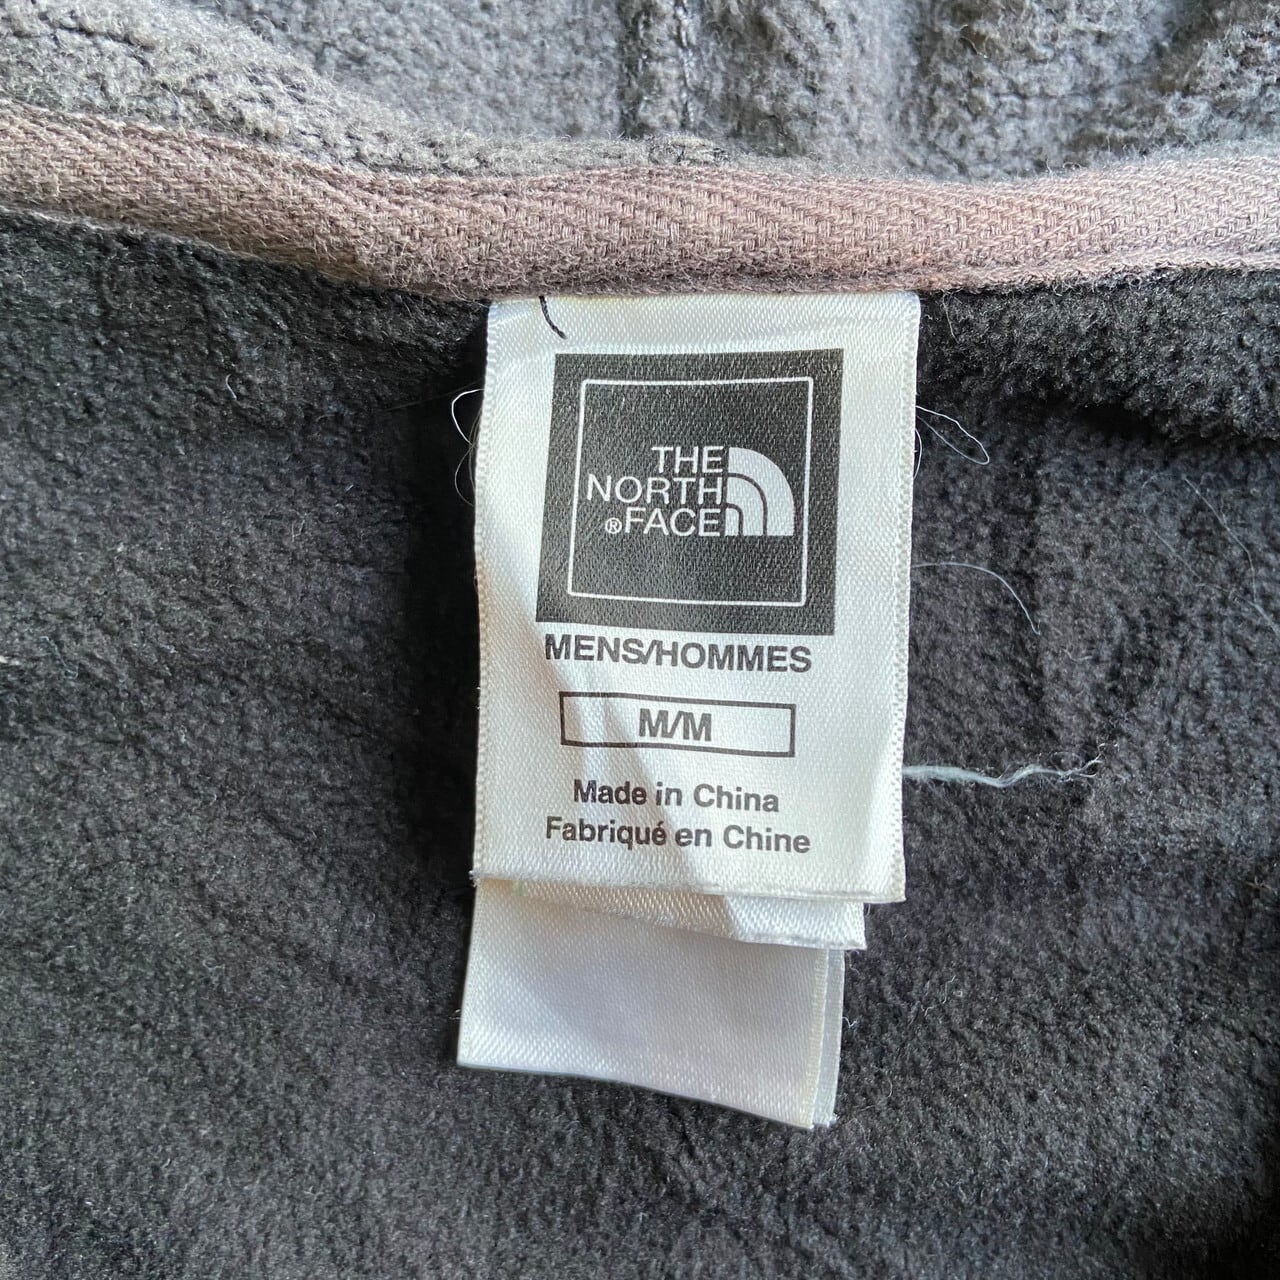 THE
NORTH
®FACE
MENS/HOMMES
M/M
Made in China
Fabriqué en Chine